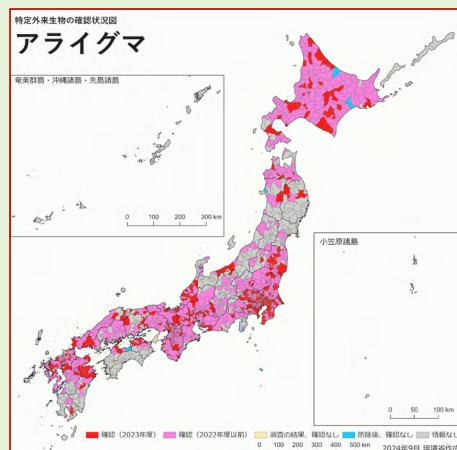 特定外来生物の確認状況図
アライグマ
奄美群島・沖縄諸島・先島諸島
0 100 200 300 km
小笠原諸島
0 50 100 km
確認（2023年度） 確認（2022年度以前） 調査の結果、確認なし 防除後、確認なし 情報なし
0 100 200 300 400 500 km
2024年9月 環境省作成